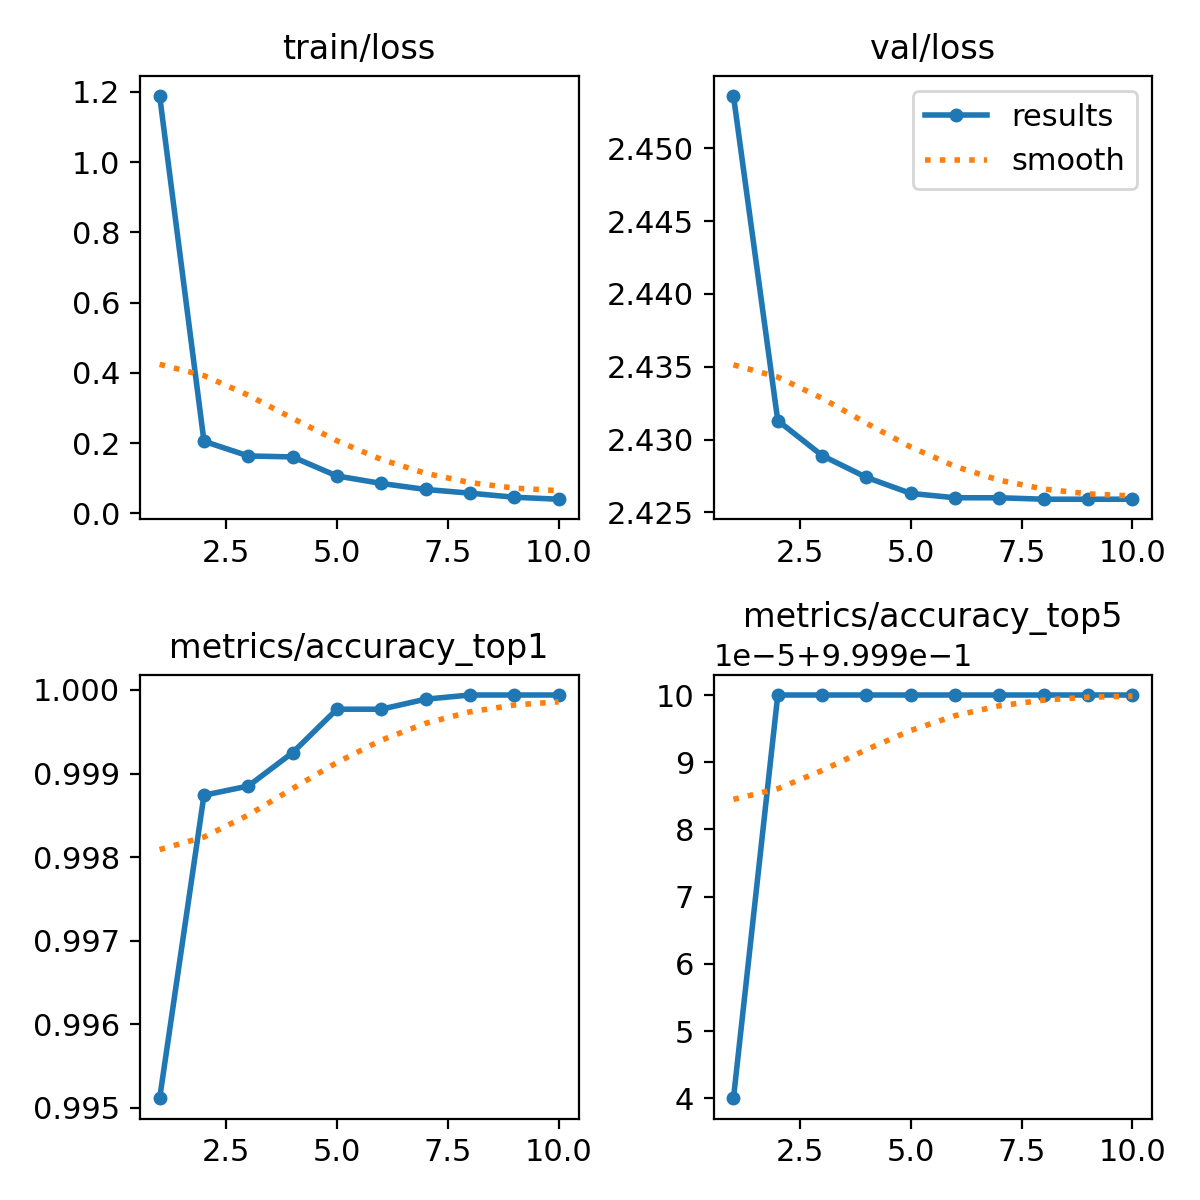 train/loss
1.2
1.0
0.8
0.6
0.4
0.2
0.0
2.5 5.0 7.5 10.0
val/loss
results
smooth
2.450
2.445
2.440
2.435
2.430
2.425
2.5 5.0 7.5 10.0
metrics/accuracy_top1
1.000
0.999
0.998
0.997
0.996
0.995
2.5 5.0 7.5 10.0
metrics/accuracy_top5
1e−5+9.999e−1
10
9
8
7
6
5
4
2.5 5.0 7.5 10.0